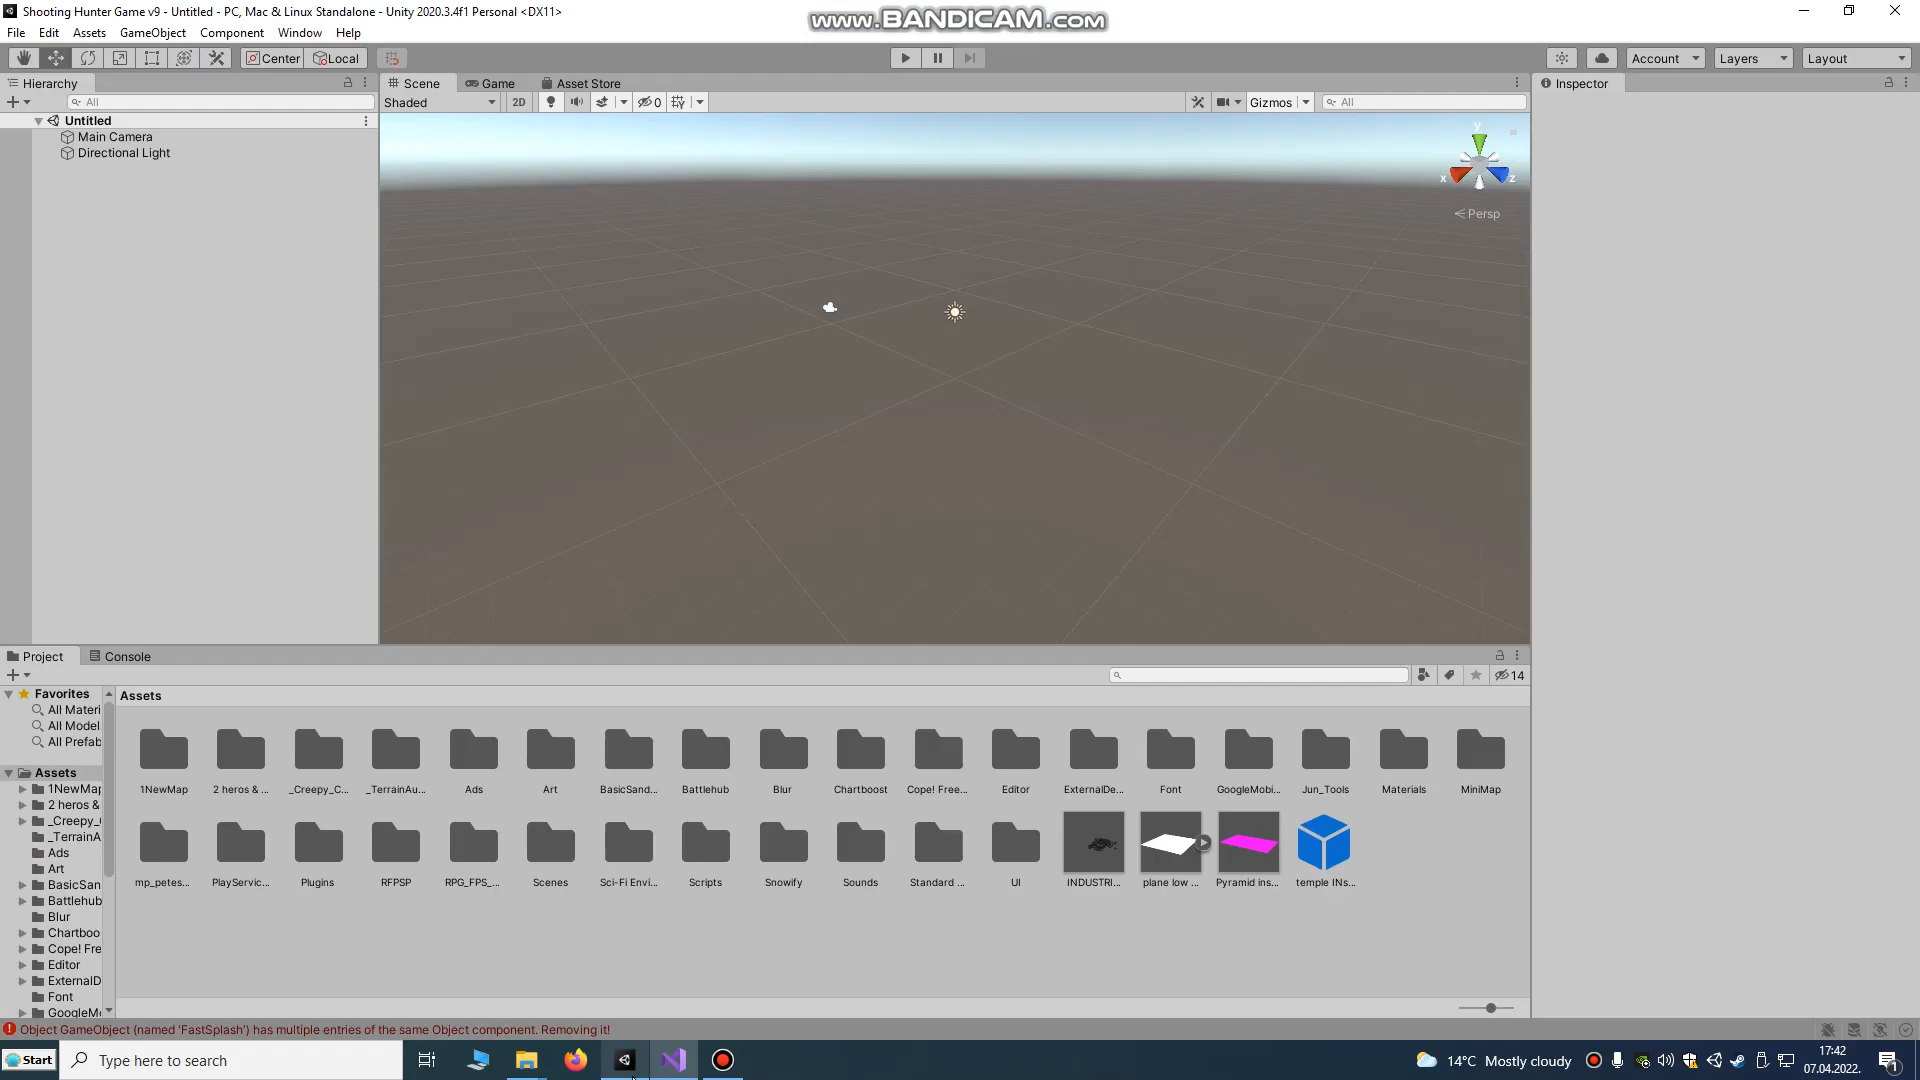 Shooting Hunter Game v9 - Untitled - PC, Mac & Linux Standalone - Unity 2020.3.4f1 Personal <DX11>
www.BANDICAM.com
File Edit Assets GameObject Component Window Help
Center Local Account Layers Layout
Hierarchy Scene Game Asset Store Inspector
All Shaded 2D 0 Gizmos All
Untitled
Main Camera
Directional Light
y
x z
Persp
Project Console
14
Favorites
All Materi
All Model
All Prefab
Assets
1NewMap
2 heros &
_Creepy_
_TerrainA
Ads
Art
BasicSan
Battlehub
Blur
Chartboo
Cope! Fre
Editor
ExternalD
Font
GoogleMo
Assets
1NewMap 2 heros & ... _Creepy_C... _TerrainAu... Ads Art BasicSand... Battlehub Blur Chartboost Cope! Free... Editor ExternalDe... Font GoogleMobi... Jun_Tools Materials MiniMap
mp_petes... PlayServic... Plugins RFPSP RPG_FPS_... Scenes Sci-Fi Envi... Scripts Snowify Sounds Standard ... UI INDUSTRI... plane low ... Pyramid ins... temple INs...
Object GameObject (named 'FastSplash') has multiple entries of the same Object component. Removing it!
Start Type here to search 14°C Mostly cloudy 17:42
07.04.2022. 1